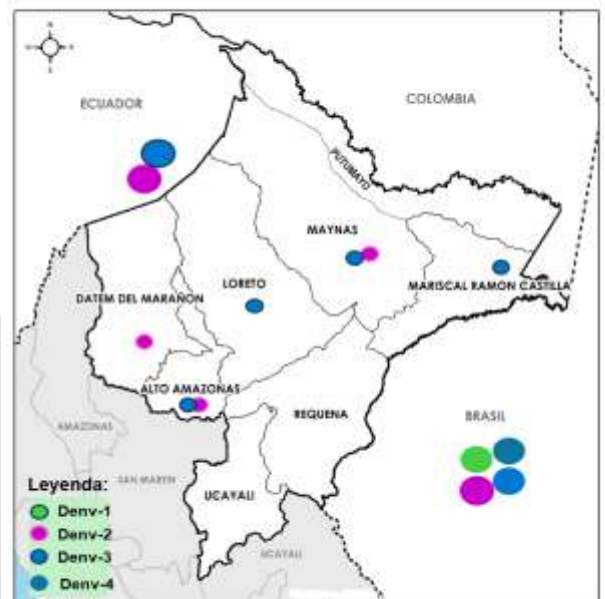 N
S
ECUADOR
COLOMBIA
PUTUMAYO
MAYNAS
LORETO
MARISCAL RAMON CASTILLA
DATEM DEL MARAÑON
ALTO AMAZONAS
REQUENA
BRASIL
AMAZONAS
SAN MARTIN
UCAYALI
UCAYALI
Leyenda:
Denv-1
Denv-2
Denv-3
Denv-4